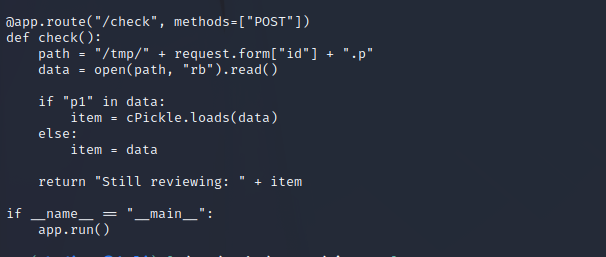 @app.route("/check", methods=["POST"])
def check():
    path = "/tmp/" + request.form["id"] + ".p"
    data = open(path, "rb").read()

    if "p1" in data:
        item = cPickle.loads(data)
    else:
        item = data

    return "Still reviewing: " + item

if __name__ == "__main__":
    app.run()